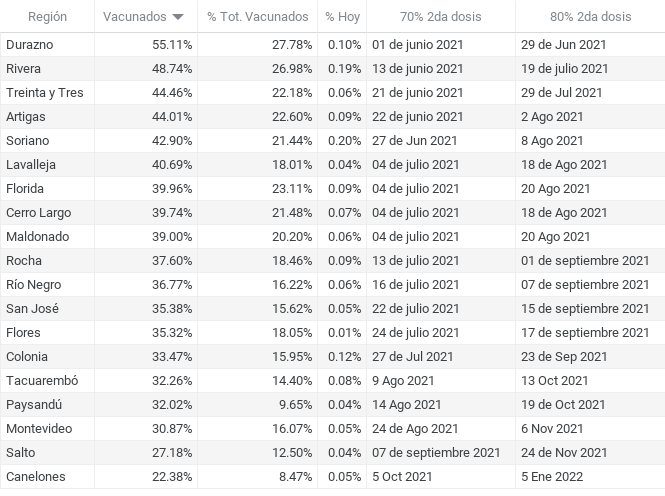 Región Vacunados % Tot. Vacunados % Hoy 70% 2da dosis 80% 2da dosis
Durazno 55.11% 27.78% 0.10% 01 de junio 2021 29 de Jun 2021
Rivera 48.74% 26.98% 0.19% 13 de junio 2021 19 de julio 2021
Treinta y Tres 44.46% 22.18% 0.06% 21 de junio 2021 29 de Jul 2021
Artigas 44.01% 22.60% 0.09% 22 de junio 2021 2 Ago 2021
Soriano 42.90% 21.44% 0.20% 27 de Jun 2021 8 Ago 2021
Lavalleja 40.69% 18.01% 0.04% 04 de julio 2021 18 de Ago 2021
Florida 39.96% 23.11% 0.09% 04 de julio 2021 20 Ago 2021
Cerro Largo 39.74% 21.48% 0.07% 04 de julio 2021 18 de Ago 2021
Maldonado 39.00% 20.20% 0.06% 04 de julio 2021 20 Ago 2021
Rocha 37.60% 18.46% 0.09% 13 de julio 2021 01 de septiembre 2021
Río Negro 36.77% 16.22% 0.06% 16 de julio 2021 07 de septiembre 2021
San José 35.38% 15.62% 0.05% 22 de julio 2021 15 de septiembre 2021
Flores 35.32% 18.05% 0.01% 24 de julio 2021 17 de septiembre 2021
Colonia 33.47% 15.95% 0.12% 27 de Jul 2021 23 de Sep 2021
Tacuarembó 32.26% 14.40% 0.08% 9 Ago 2021 13 Oct 2021
Paysandú 32.02% 9.65% 0.04% 14 Ago 2021 19 de Oct 2021
Montevideo 30.87% 16.07% 0.05% 24 de Ago 2021 6 Nov 2021
Salto 27.18% 12.50% 0.04% 07 de septiembre 2021 24 de Nov 2021
Canelones 22.38% 8.47% 0.05% 5 Oct 2021 5 Ene 2022